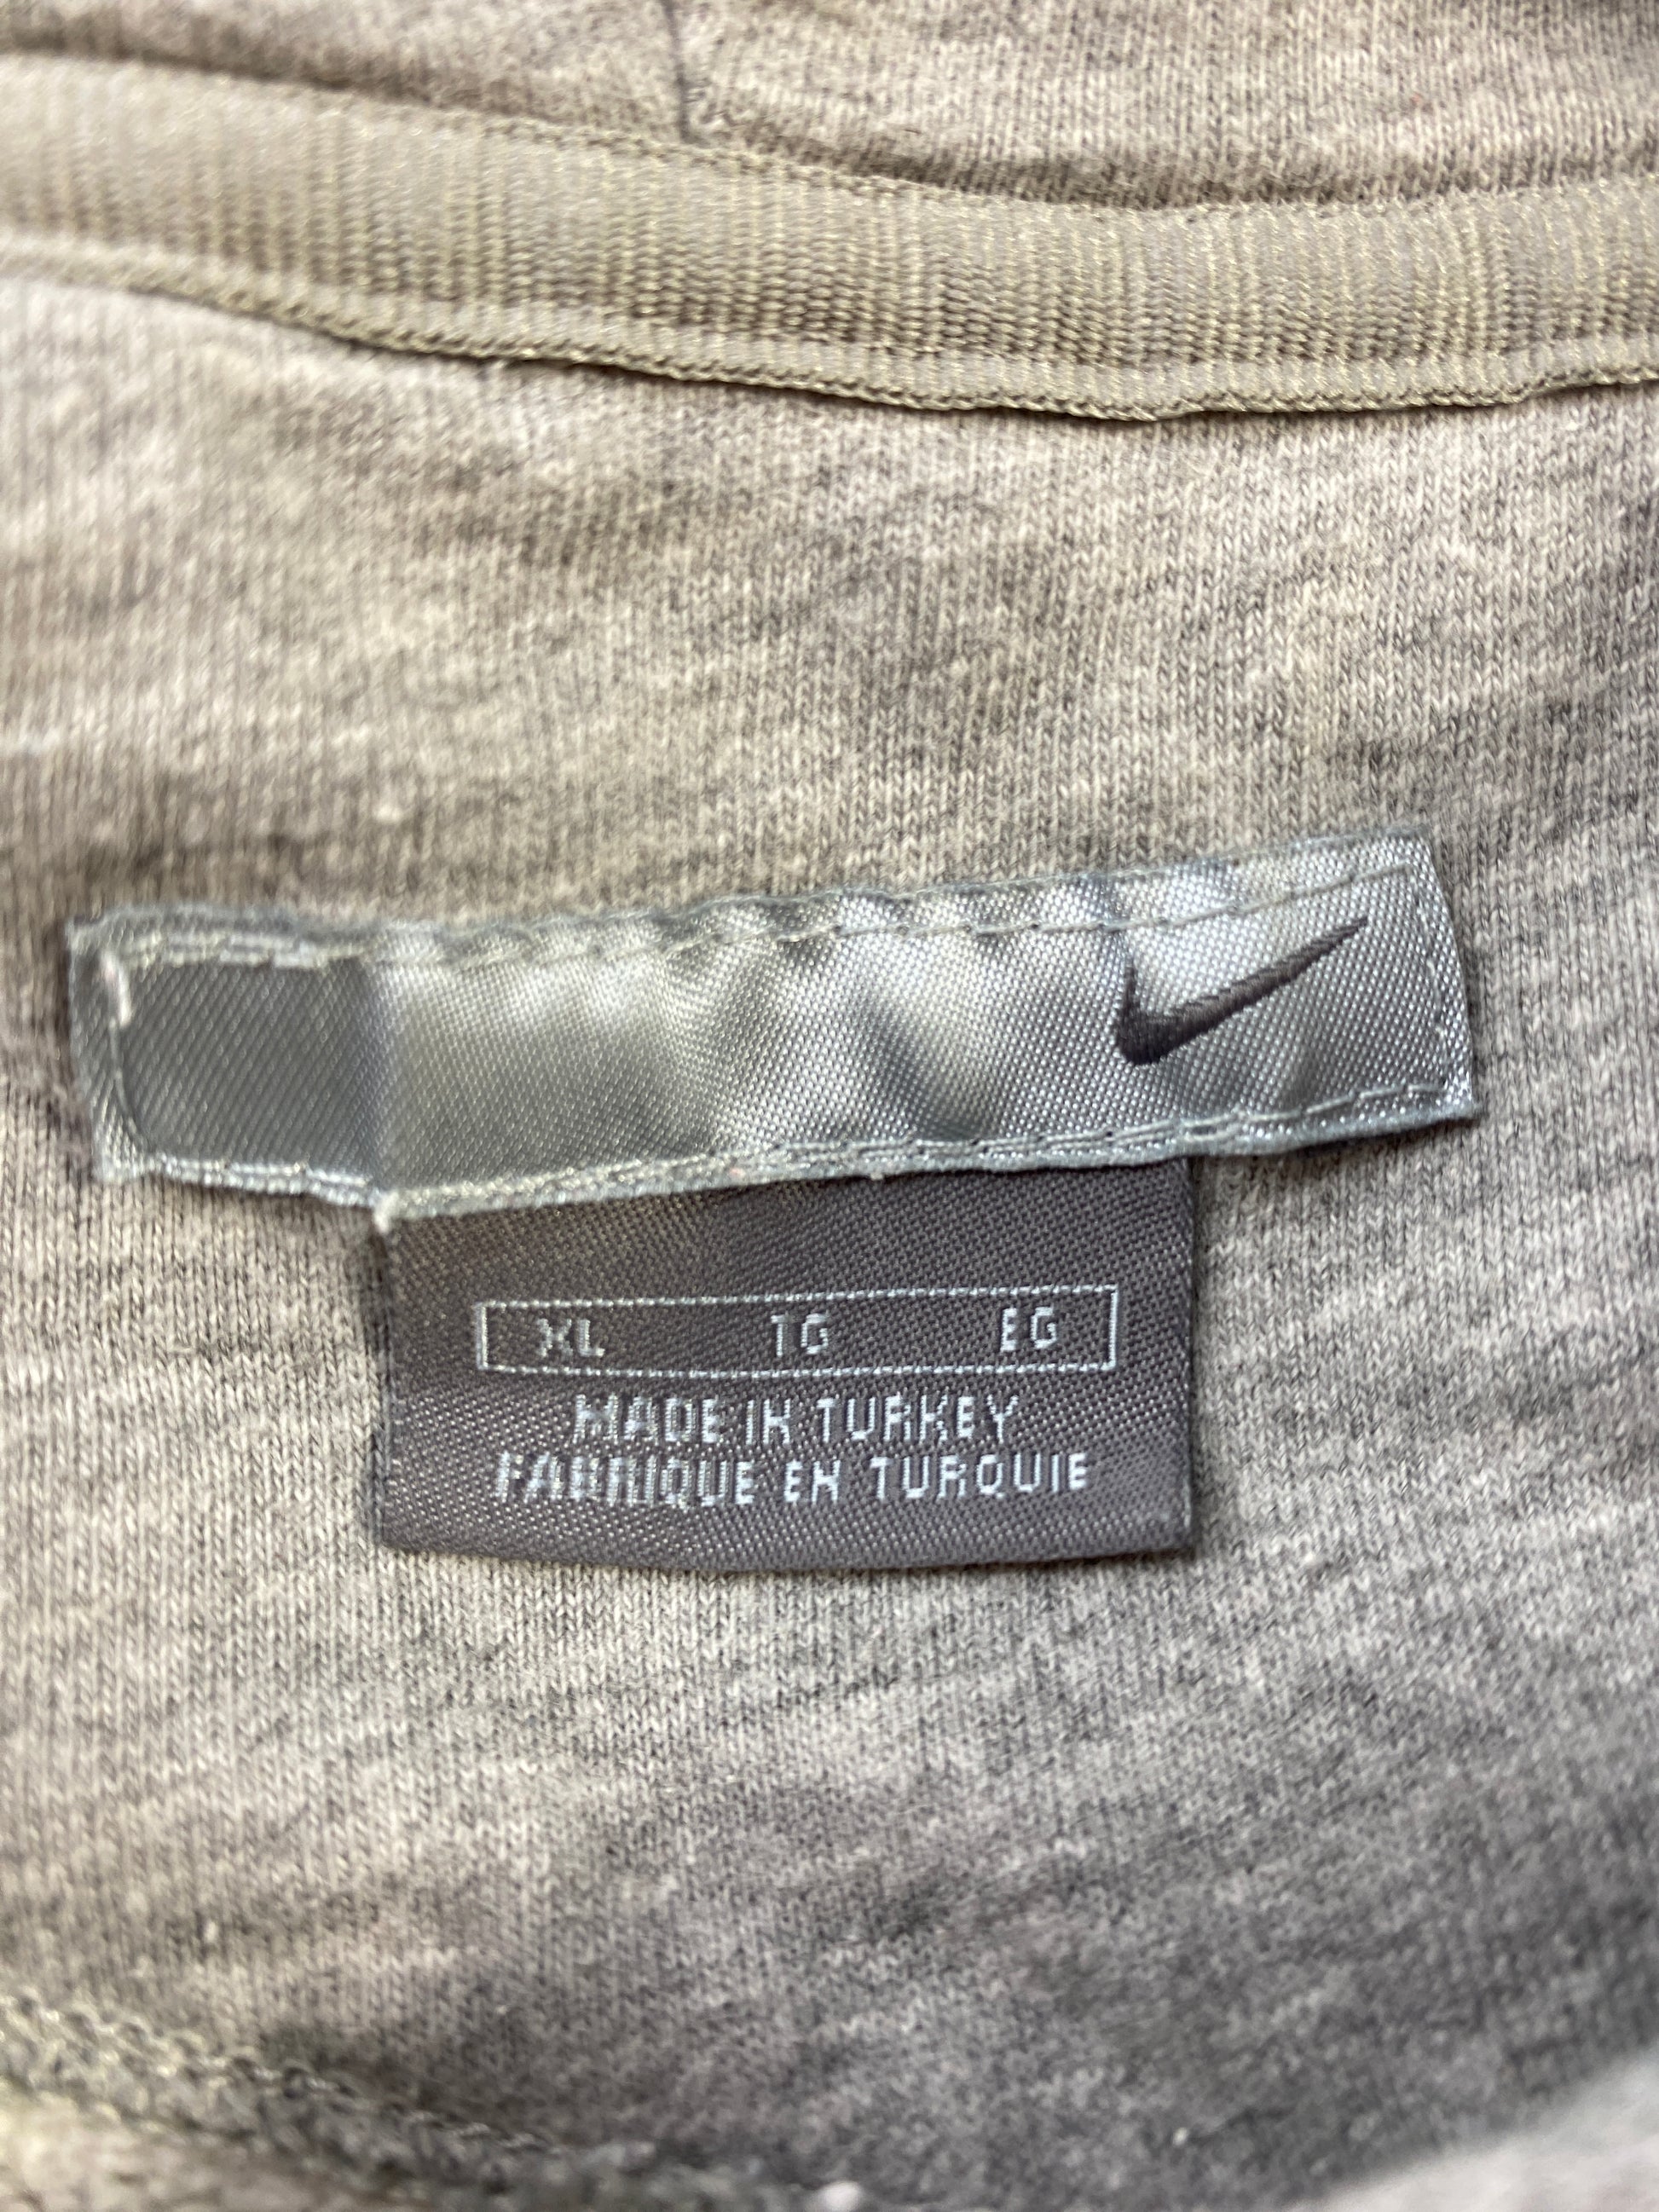 XL TG EG
MADE IN TURKEY
FABRIQUE EN TURQUIE